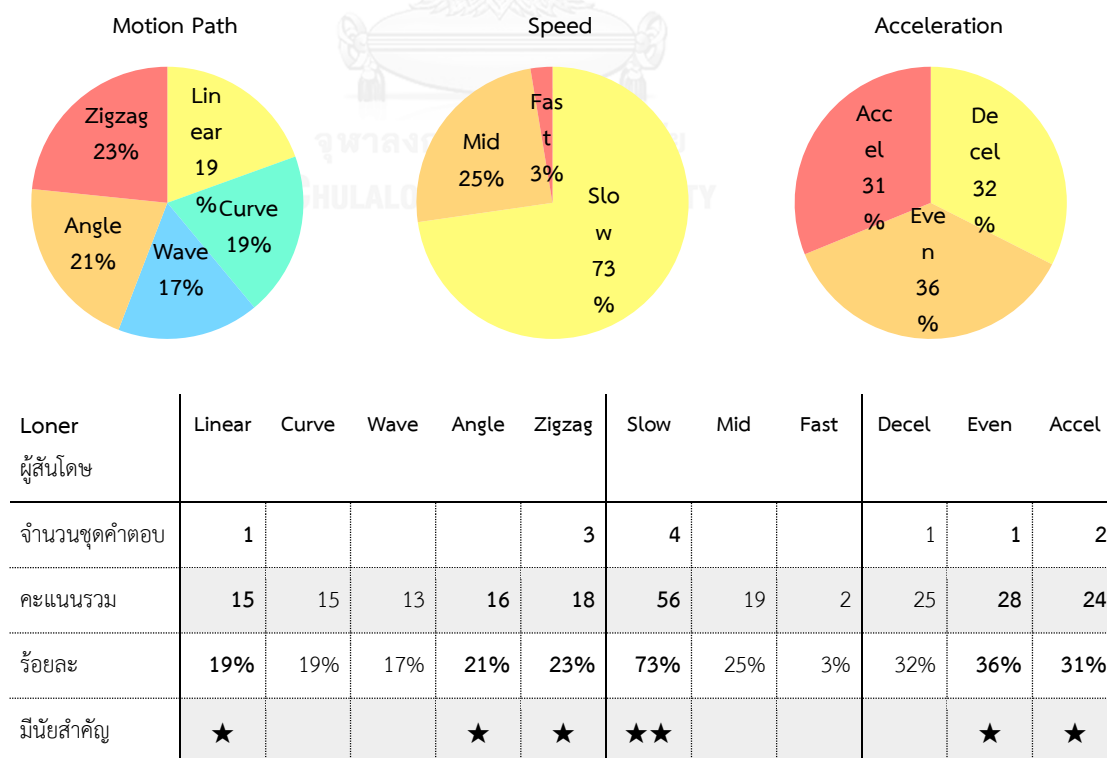 Motion Path
Speed
Acceleration
Zigzag
23%
Lin
ear
19
%
Curve
19%
Wave
17%
Angle
21%
Fas
t
3%
Mid
25%
Slo
w
73
%
Acc
el
31
%
De
cel
32
%
Eve
n
36
%
CHULALO
TY
Loner Linear Curve Wave Angle Zigzag Slow Mid Fast Decel Even Accel
ผู้สันโดษ
จำนวนชุดคำตอบ 1 3 4 1 1 2
คะแนนรวม 15 15 13 16 18 56 19 2 25 28 24
ร้อยละ 19% 19% 17% 21% 23% 73% 25% 3% 32% 36% 31%
มีนัยสำคัญ ★ ★ ★ ★★ ★ ★